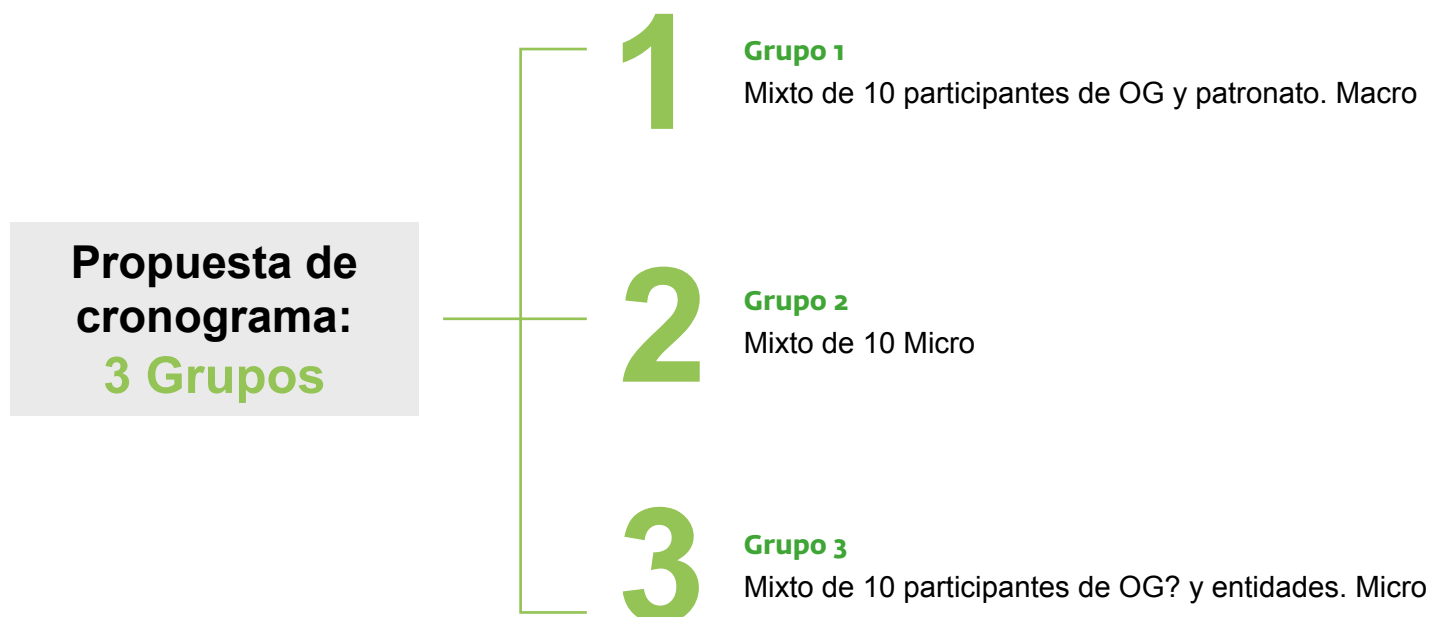 Propuesta de
cronograma:
3 Grupos
1
Grupo 1
Mixto de 10 participantes de OG y patronato. Macro
2
Grupo 2
Mixto de 10 Micro
3
Grupo 3
Mixto de 10 participantes de OG? y entidades. Micro